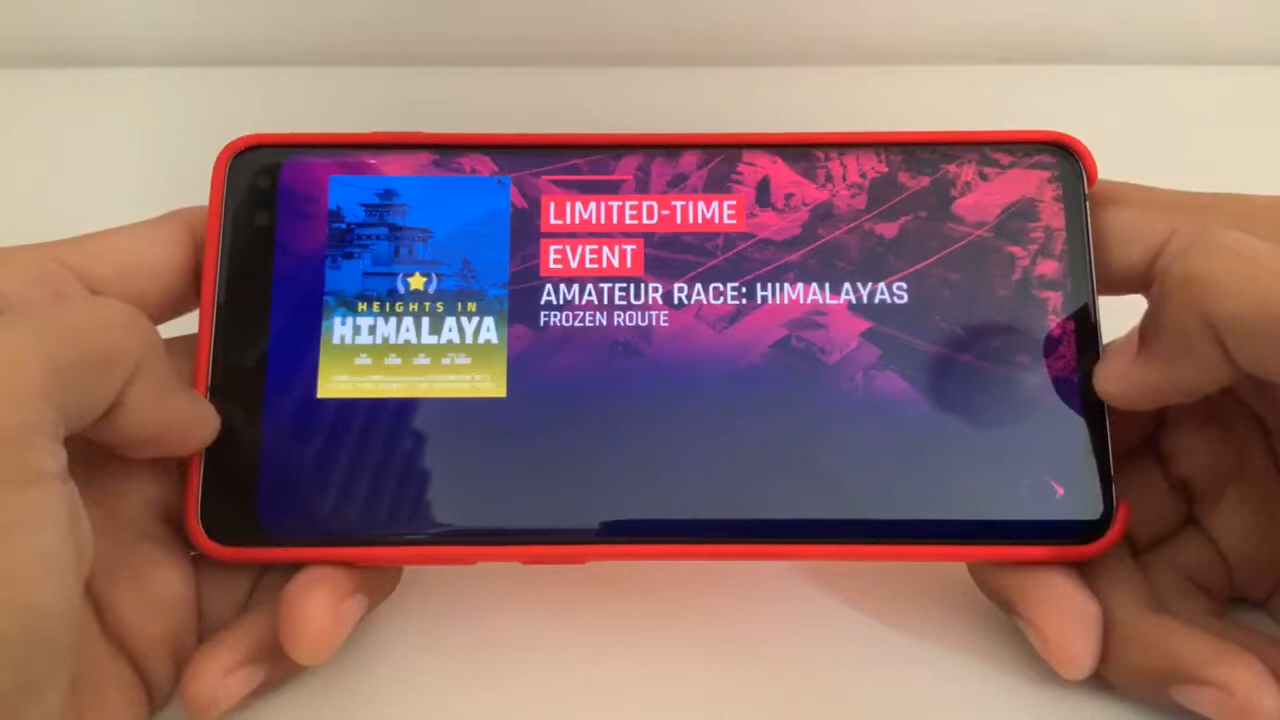 HEIGHTS IN
HIMALAYA
LIMITED-TIME
EVENT
AMATEUR RACE: HIMALAYAS
FROZEN ROUTE